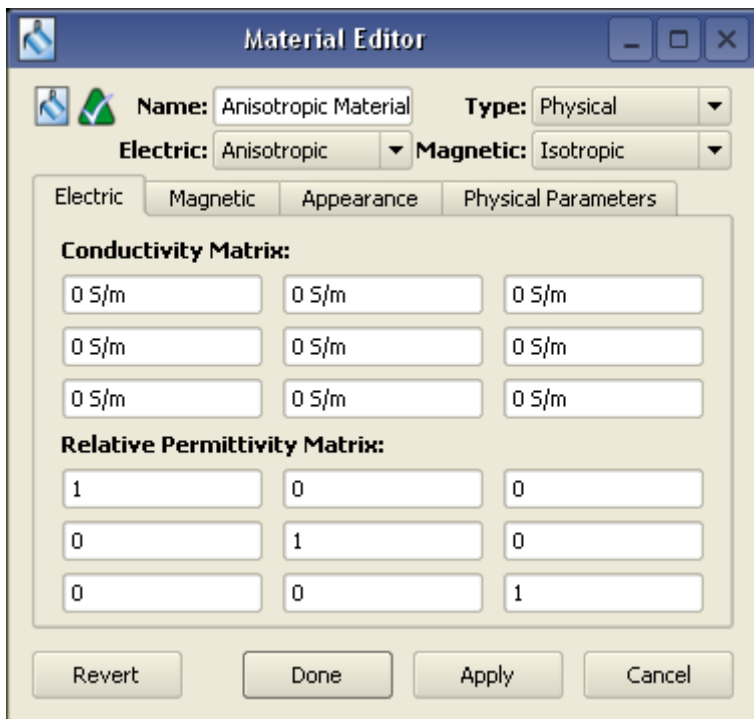 Material Editor
Name: Anisotropic Material Type: Physical
Electric: Anisotropic Magnetic: Isotropic
Electric Magnetic Appearance Physical Parameters
Conductivity Matrix:
0 S/m 0 S/m 0 S/m
0 S/m 0 S/m 0 S/m
0 S/m 0 S/m 0 S/m
Relative Permittivity Matrix:
1 0 0
0 1 0
0 0 1
Revert Done Apply Cancel